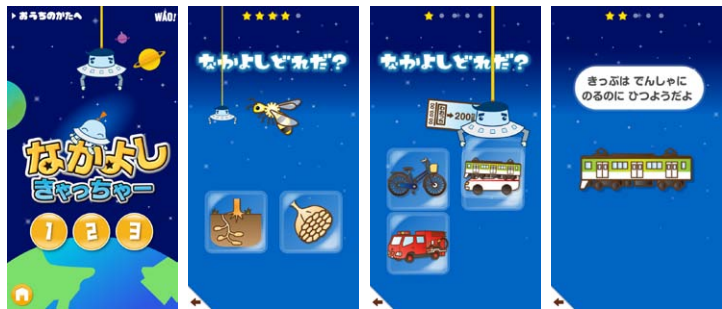 おうちのかたへ
WAO!
なかよし
きゃっちゃー
1 2 3
なかよしどれだ？
なかよしどれだ？
→200
きっぷは でんしゃに
のるのに ひつようだよ